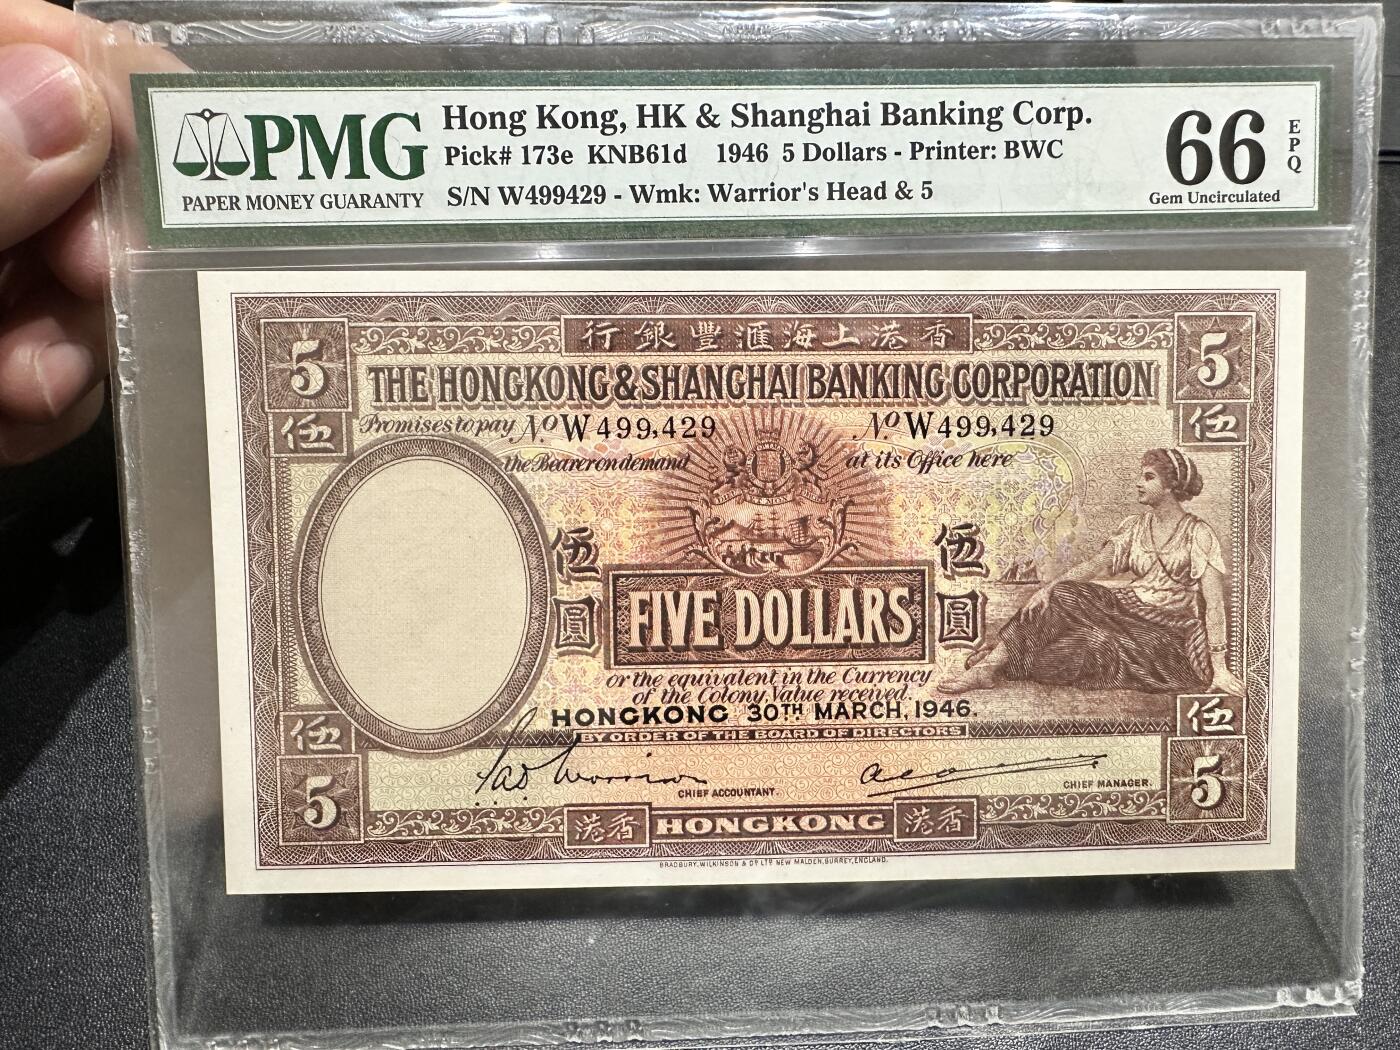 PMG
PAPER MONEY GUARANTY
Hong Kong, HK & Shanghai Banking Corp.
Pick# 173e KNB61d 1946 5 Dollars - Printer: BWC
S/N W499429 - Wmk: Warrior's Head & 5
66
EPQ
Gem Uncirculated
行銀豐滙海上港香
5 5
THE HONGKONG & SHANGHAI BANKING CORPORATION
伍 伍
Promises to pay No W 499,429 No W 499,429
the Bearer on demand at its Office here
伍圓 伍圓
FIVE DOLLARS
or the equivalent in the Currency
of the Colony, Value received.
HONGKONG 30TH MARCH, 1946.
BY ORDER OF THE BOARD OF DIRECTORS
伍 伍
CHIEF ACCOUNTANT. CHIEF MANAGER.
5 5
港香 HONGKONG 港香
BRADBURY, WILKINSON & Co LTD NEW MALDEN, SURREY, ENGLAND.